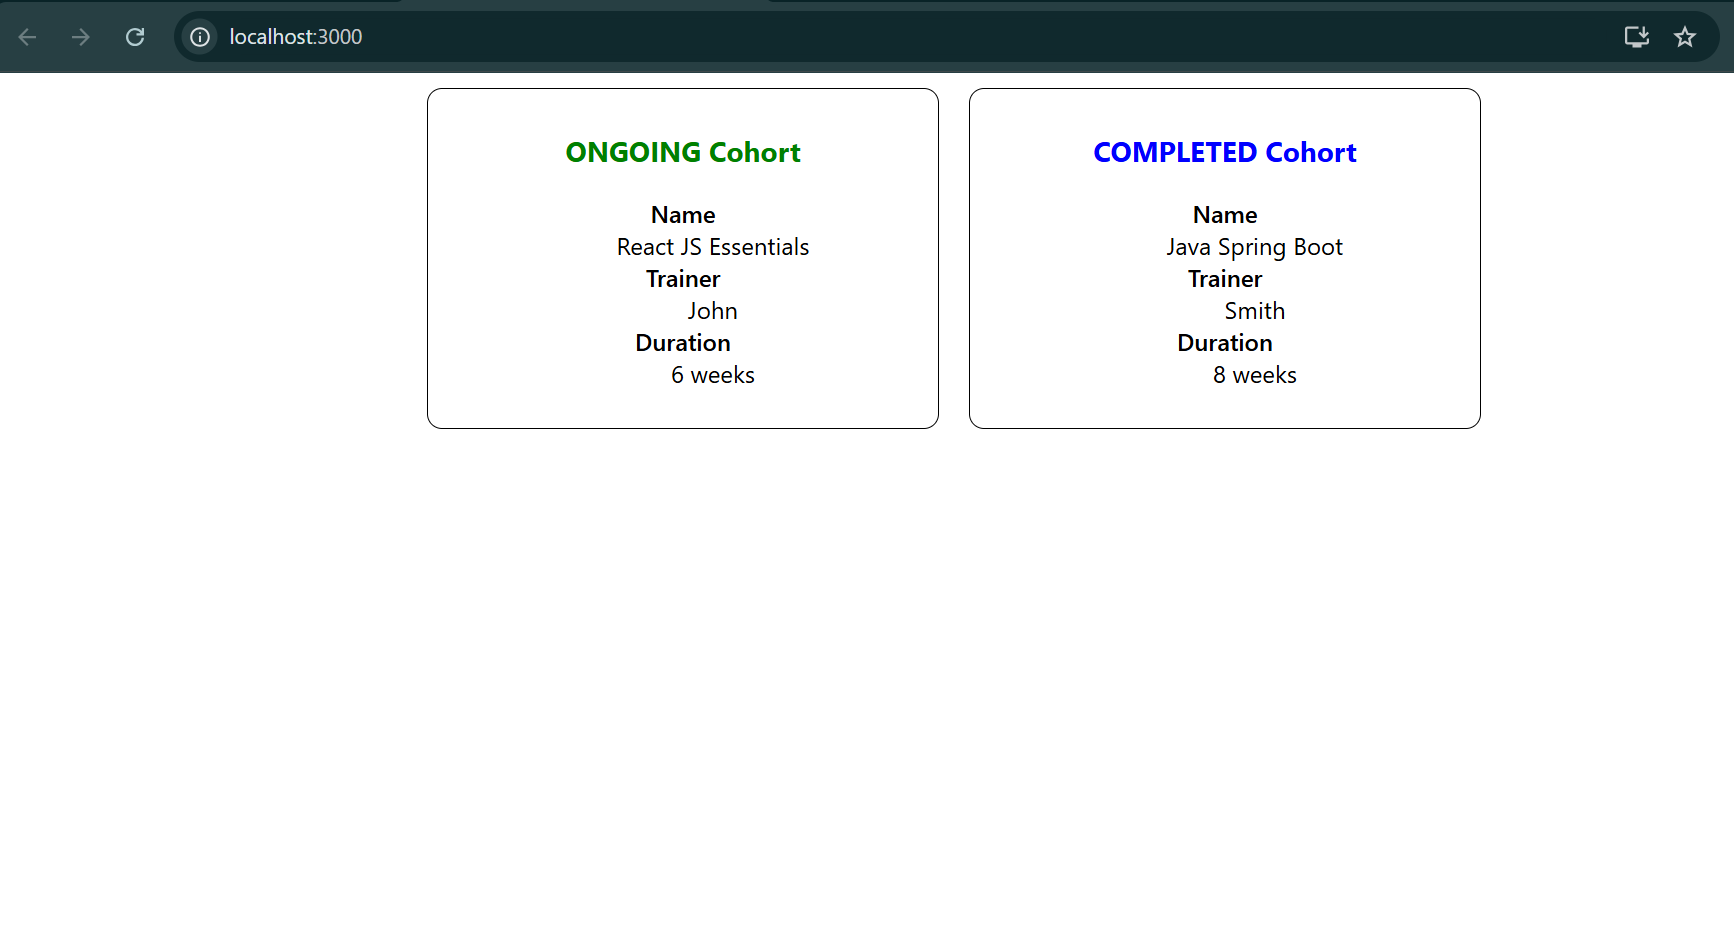 localhost:3000
ONGOING Cohort
Name
React JS Essentials
Trainer
John
Duration
6 weeks
COMPLETED Cohort
Name
Java Spring Boot
Trainer
Smith
Duration
8 weeks